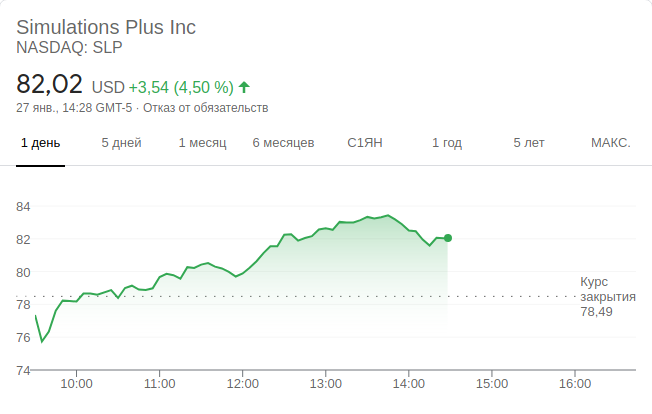 Simulations Plus Inc
NASDAQ: SLP
82,02 USD +3,54 (4,50 %)
27 янв., 14:28 GMT-5 · Отказ от обязательств
1 день 5 дней 1 месяц 6 месяцев С1ЯН 1 год 5 лет МАКС.
84
82
80
Курс
закрытия
78,49
78
76
74
10:00 11:00 12:00 13:00 14:00 15:00 16:00